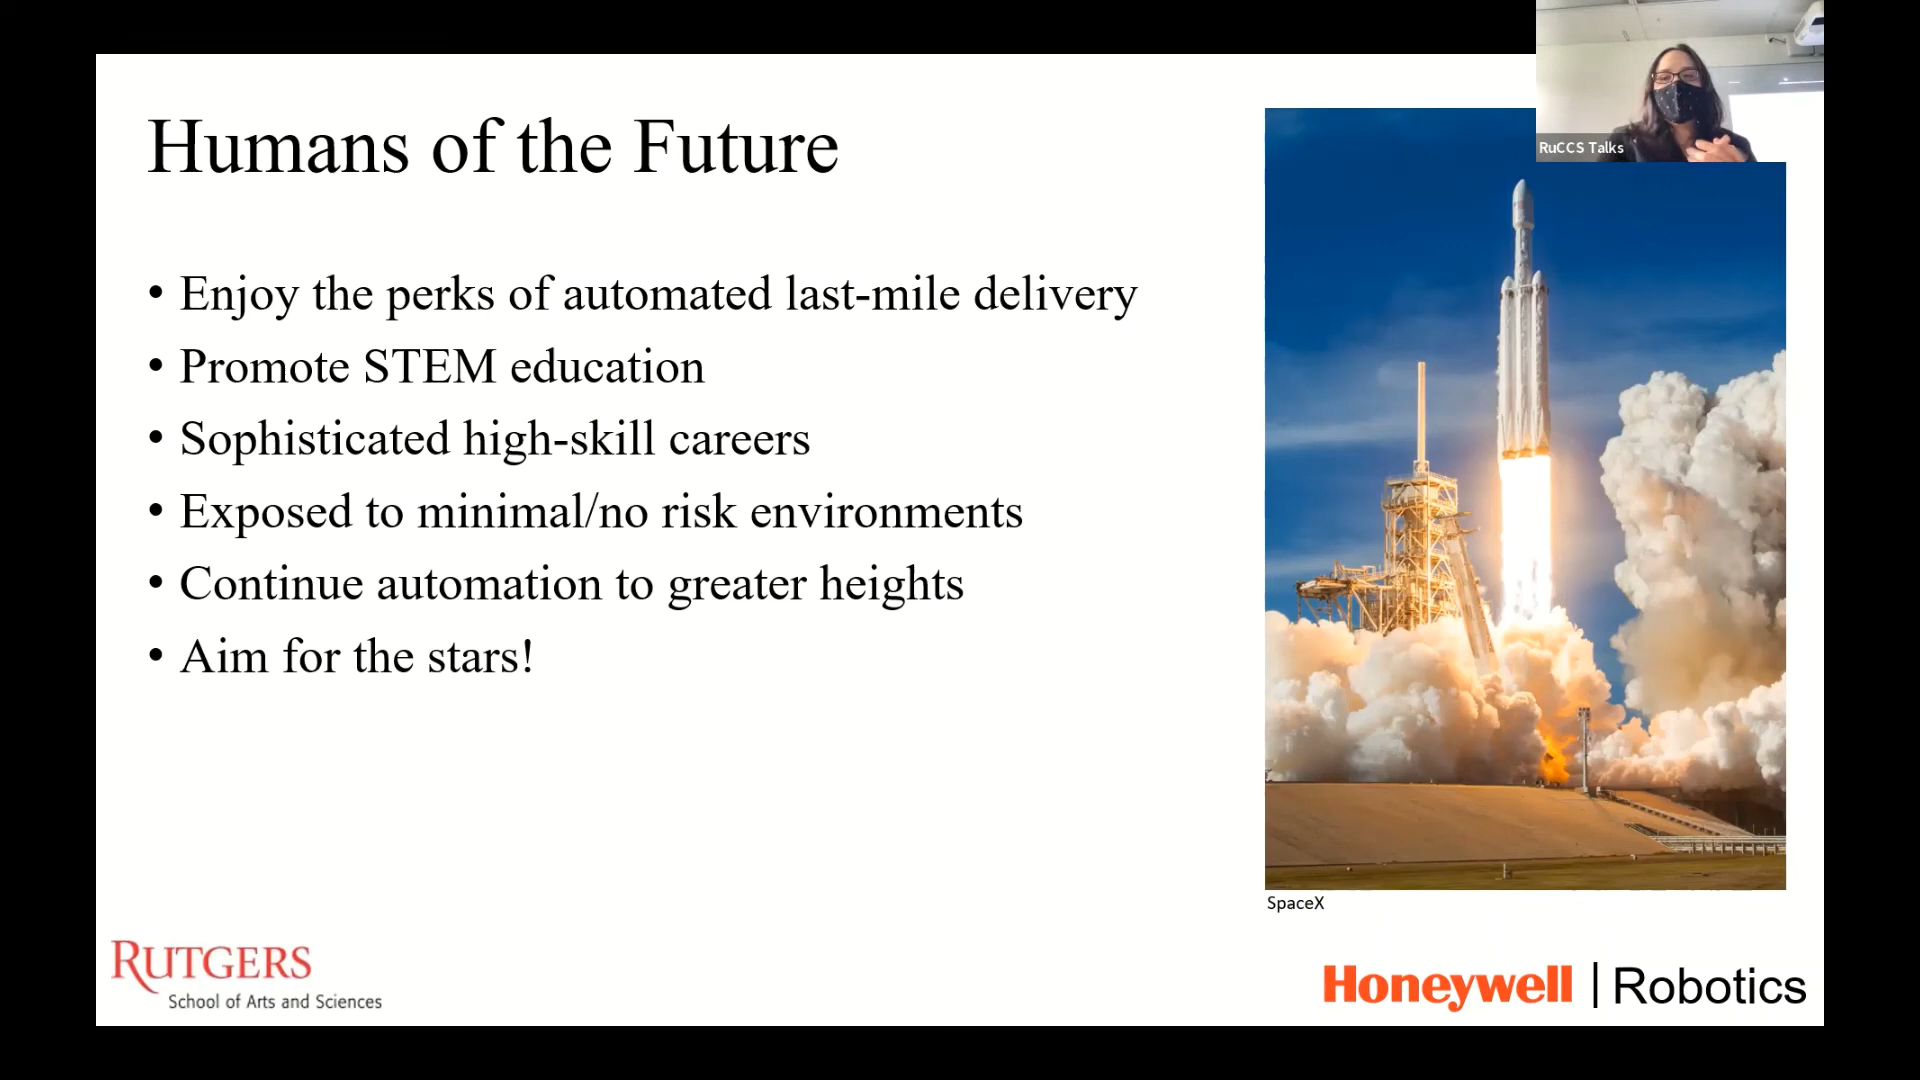 RuCCS Talks
Humans of the Future
• Enjoy the perks of automated last-mile delivery
• Promote STEM education
• Sophisticated high-skill careers
• Exposed to minimal/no risk environments
• Continue automation to greater heights
• Aim for the stars!
SpaceX
RUTGERS
School of Arts and Sciences
Honeywell | Robotics